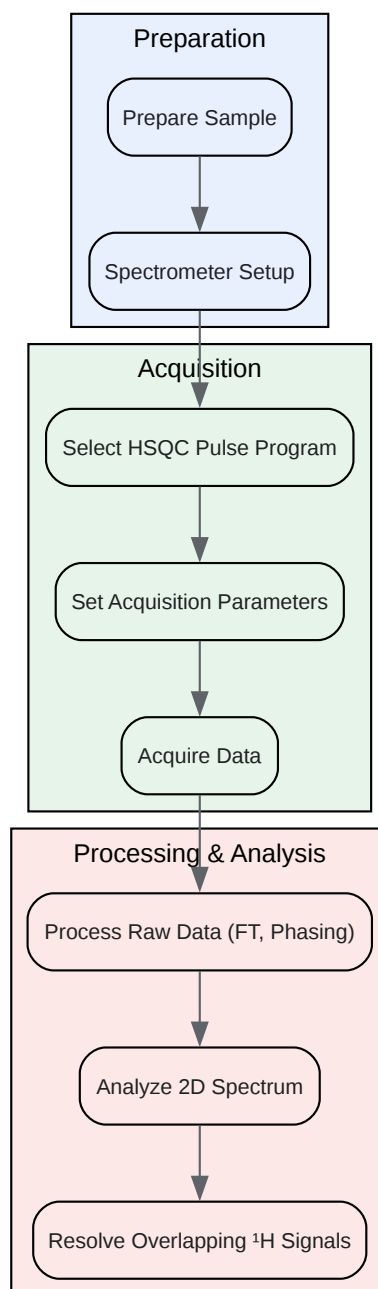 Preparation
Prepare Sample
Spectrometer Setup
Acquisition
Select HSQC Pulse Program
Set Acquisition Parameters
Acquire Data
Processing & Analysis
Process Raw Data (FT, Phasing)
Analyze 2D Spectrum
Resolve Overlapping ¹H Signals